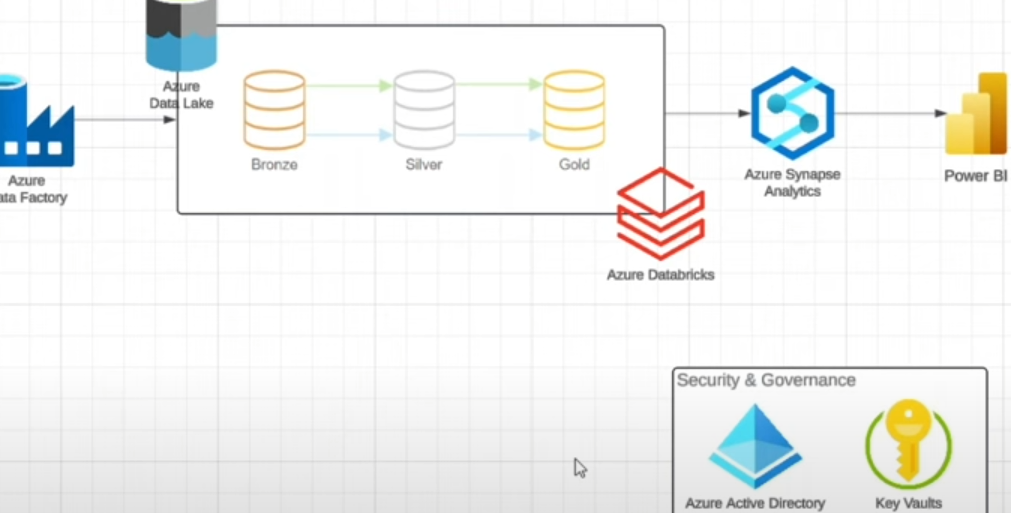 Azure
Data Lake
Azure
ata Factory
Bronze
Silver
Gold
Azure Synapse
Analytics
Power BI
Azure Databricks
Security & Governance
Azure Active Directory
Key Vaults